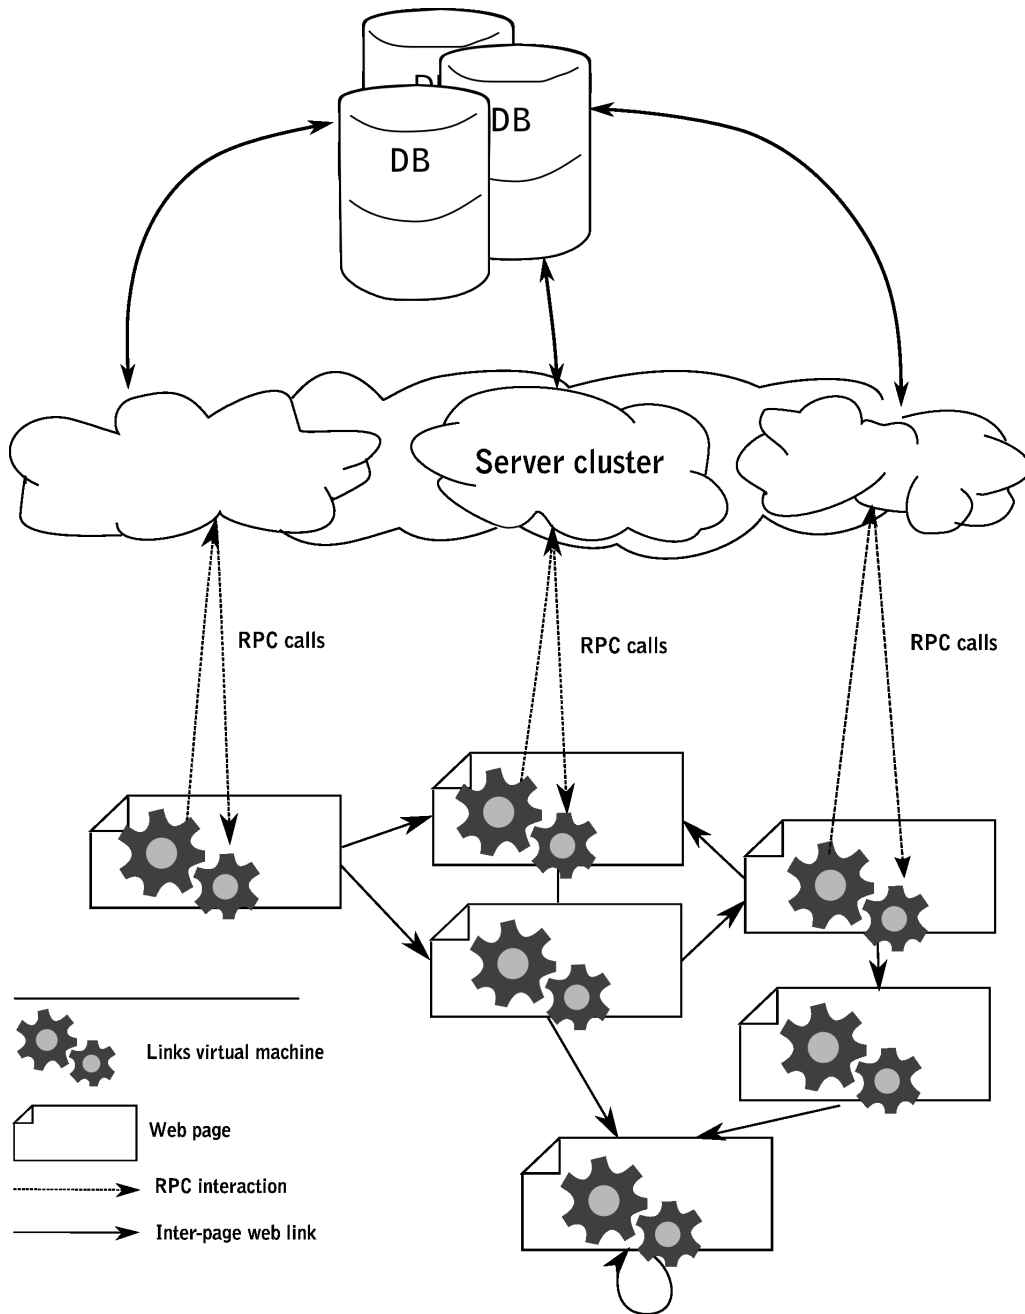 DB
DB
Server cluster
RPC calls
RPC calls
RPC calls
Links virtual machine
Web page
RPC interaction
Inter-page web link